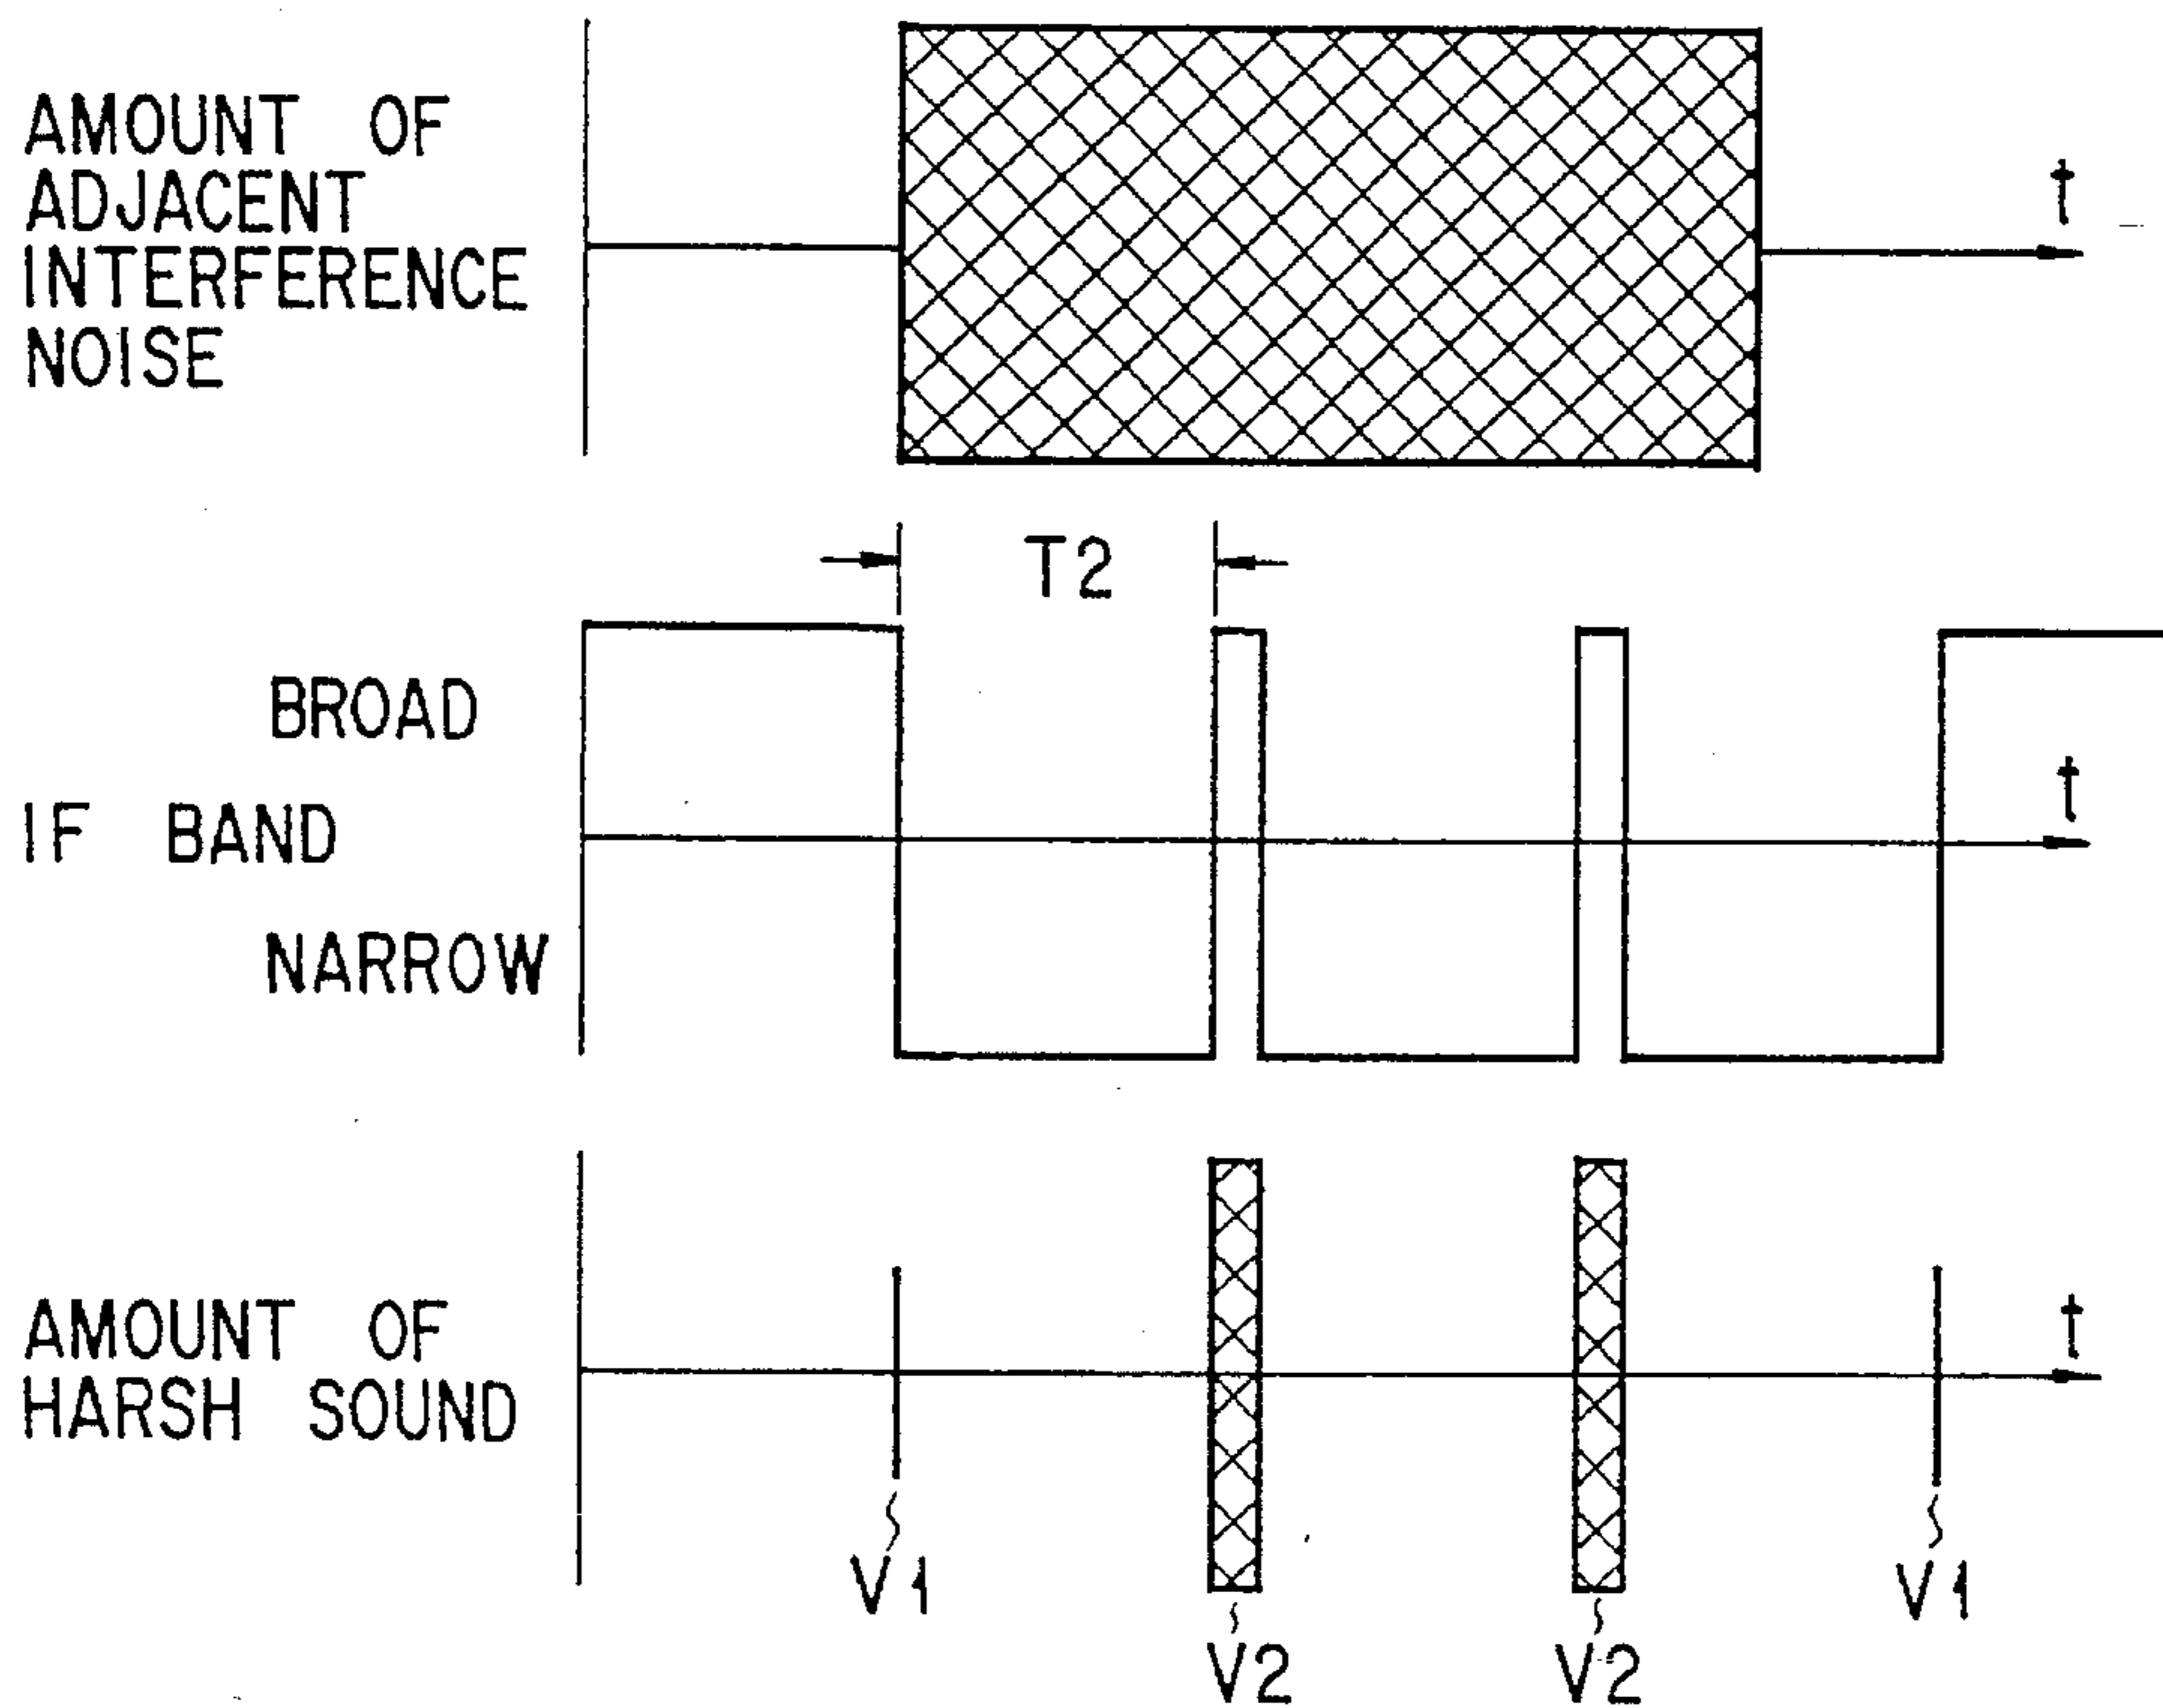 AMOUNT OF
ADJACENT
INTERFERENCE
NOISE
t
T2
BROAD
IF BAND
NARROW
t
AMOUNT OF
HARSH SOUND
t
V1
V2
V2
V1